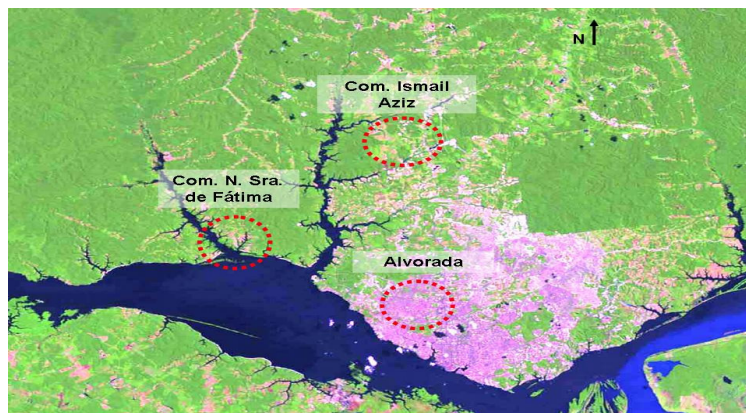 N
Com. Ismail
Aziz
Com. N. Sra.
de Fátima
Alvorada